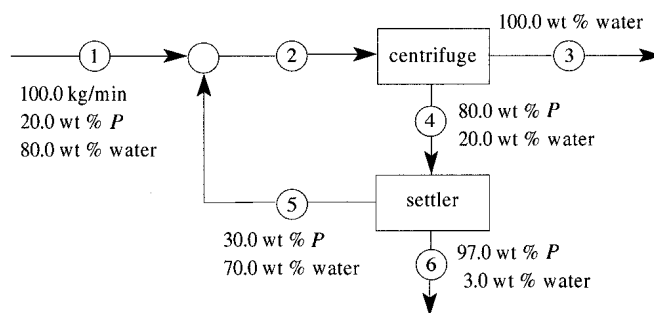 100.0 wt % water
1
2
centrifuge
3
100.0 kg/min
20.0 wt % P
80.0 wt % water
4
80.0 wt % P
20.0 wt % water
5
settler
30.0 wt % P
70.0 wt % water
6
97.0 wt % P
3.0 wt % water